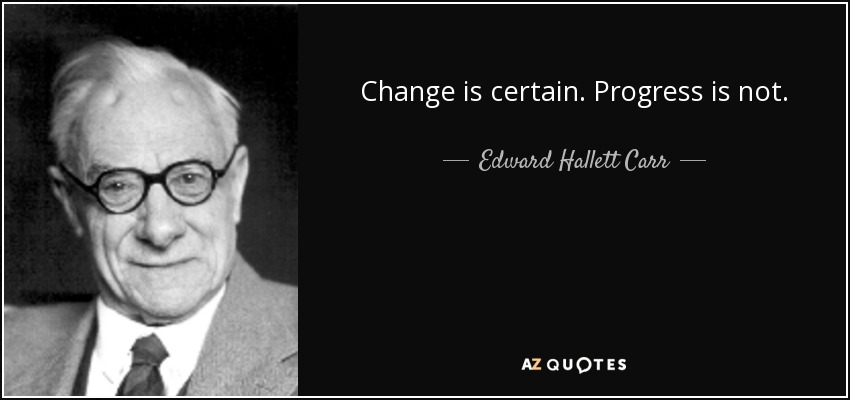 Change is certain. Progress is not.
Edward Hallett Carr
AZ QUOTES